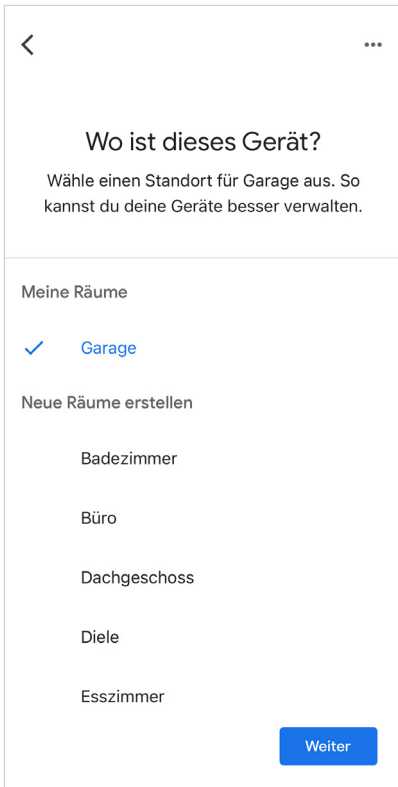 Wo ist dieses Gerät?
Wähle einen Standort für Garage aus. So
kannst du deine Geräte besser verwalten.
Meine Räume
Garage
Neue Räume erstellen
Badezimmer
Büro
Dachgeschoss
Diele
Esszimmer
Weiter